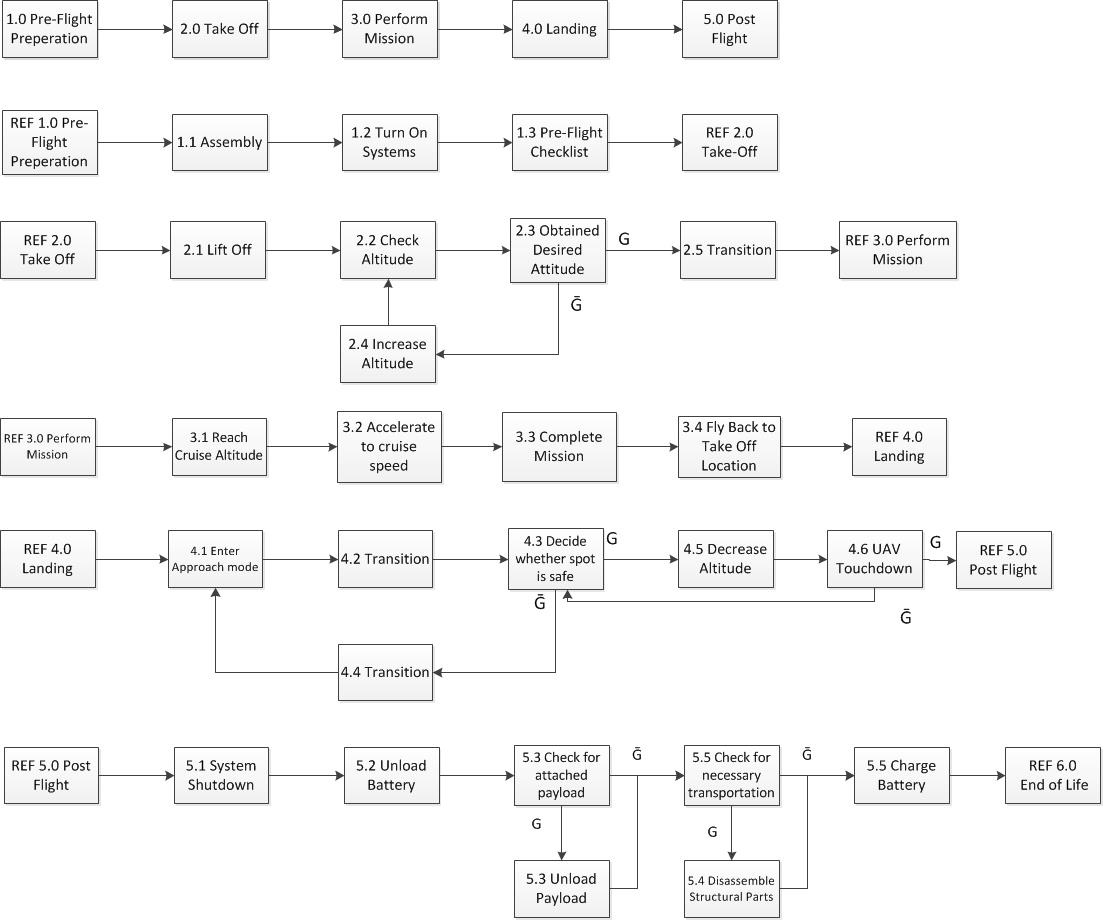 1.0 Pre-Flight
Preperation
2.0 Take Off
3.0 Perform
Mission
4.0 Landing
5.0 Post
Flight
REF 1.0 Pre-
Flight
Preperation
1.1 Assembly
1.2 Turn On
Systems
1.3 Pre-Flight
Checklist
REF 2.0
Take-Off
REF 2.0
Take Off
2.1 Lift Off
2.2 Check
Altitude
2.3 Obtained
Desired
Attitude
G
2.5 Transition
REF 3.0 Perform
Mission
Ḡ
2.4 Increase
Altitude
REF 3.0 Perform
Mission
3.1 Reach
Cruise Altitude
3.2 Accelerate
to cruise
speed
3.3 Complete
Mission
3.4 Fly Back to
Take Off
Location
REF 4.0
Landing
REF 4.0
Landing
4.1 Enter
Approach mode
4.2 Transition
4.3 Decide
whether spot
is safe
G
4.5 Decrease
Altitude
4.6 UAV
Touchdown
G
REF 5.0
Post Flight
Ḡ
Ḡ
4.4 Transition
REF 5.0 Post
Flight
5.1 System
Shutdown
5.2 Unload
Battery
5.3 Check for
attached
payload
Ḡ
5.5 Check for
necessary
transportation
Ḡ
5.5 Charge
Battery
REF 6.0
End of Life
G
G
5.3 Unload
Payload
5.4 Disassemble
Structural Parts